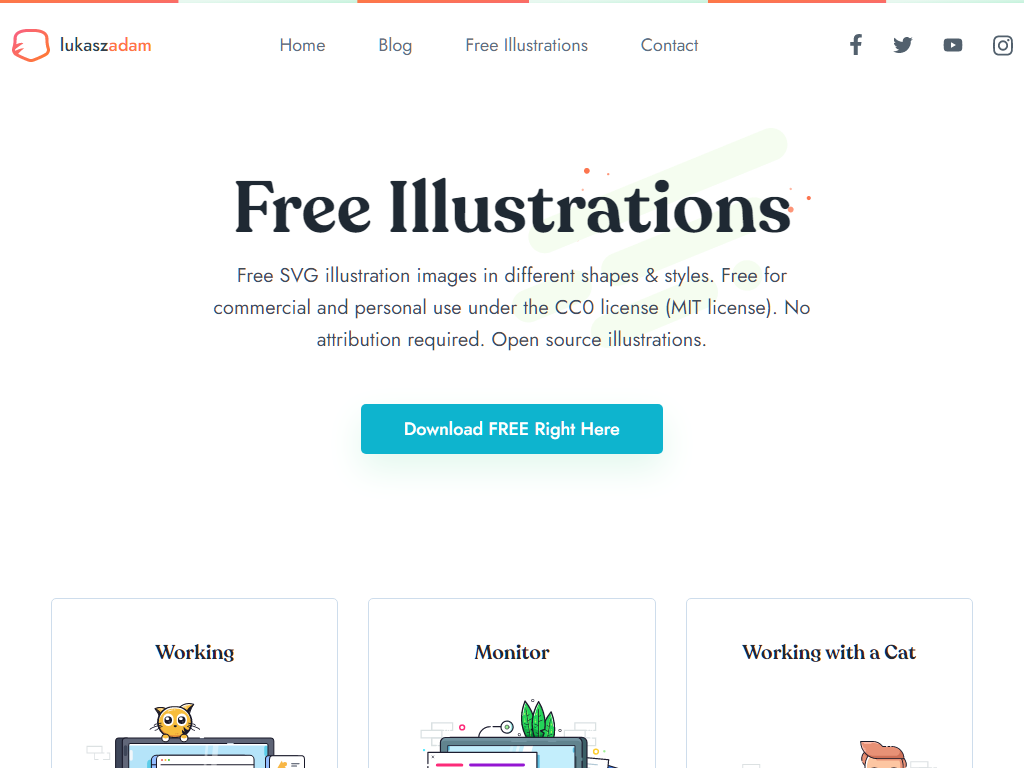 lukaszadam
Home
Blog
Free Illustrations
Contact
Free Illustrations
Free SVG illustration images in different shapes & styles. Free for
commercial and personal use under the CC0 license (MIT license). No
attribution required. Open source illustrations.
Download FREE Right Here
Working
Monitor
Working with a Cat